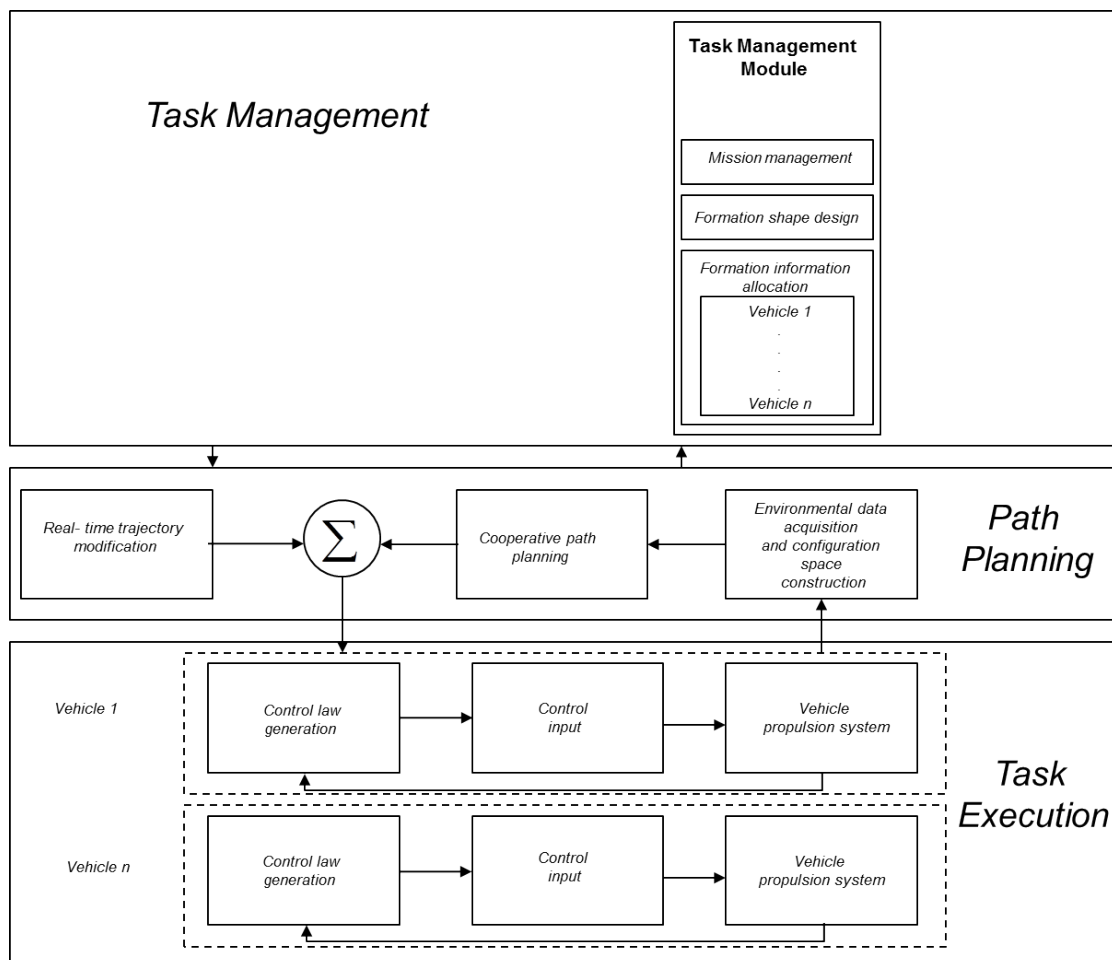 Task Management
Task Management
Module
Mission management
Formation shape design
Formation information
allocation
Vehicle 1
.
.
.
.
Vehicle n
Real- time trajectory
modification
∑
Cooperative path
planning
Environmental data
acquisition
and configuration
space
construction
Path
Planning
Vehicle 1
Control law
generation
Control
input
Vehicle
propulsion system
Task
Execution
Vehicle n
Control law
generation
Control
input
Vehicle
propulsion system